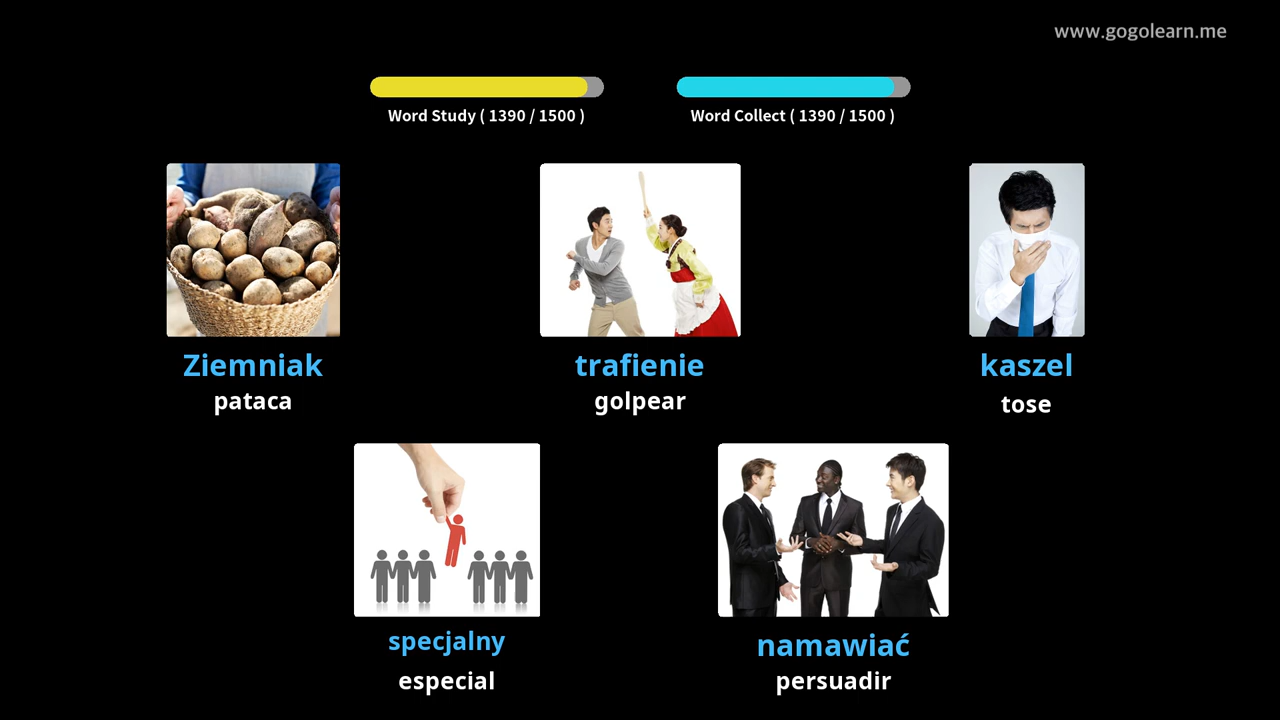 www.gogolearn.me
Word Study ( 1390 / 1500 )
Word Collect ( 1390 / 1500 )
Ziemniak
pataca
trafienie
golpear
kaszel
tose
specjalny
especial
namawiać
persuadir